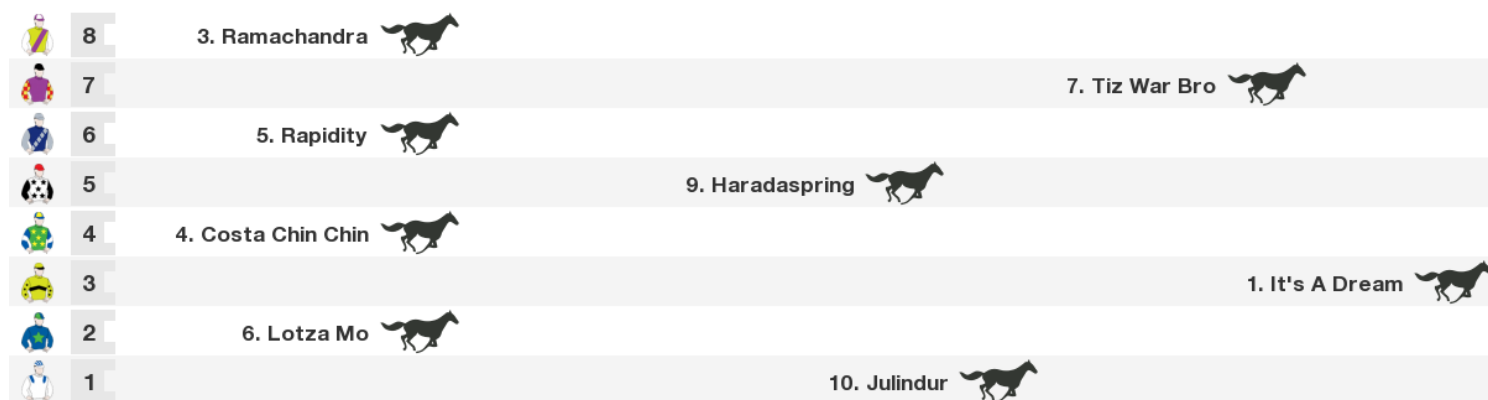 8 3. Ramachandra
7 7. Tiz War Bro
6 5. Rapidity
5 9. Haradaspring
4 4. Costa Chin Chin
3 1. It's A Dream
2 6. Lotza Mo
1 10. Julindur